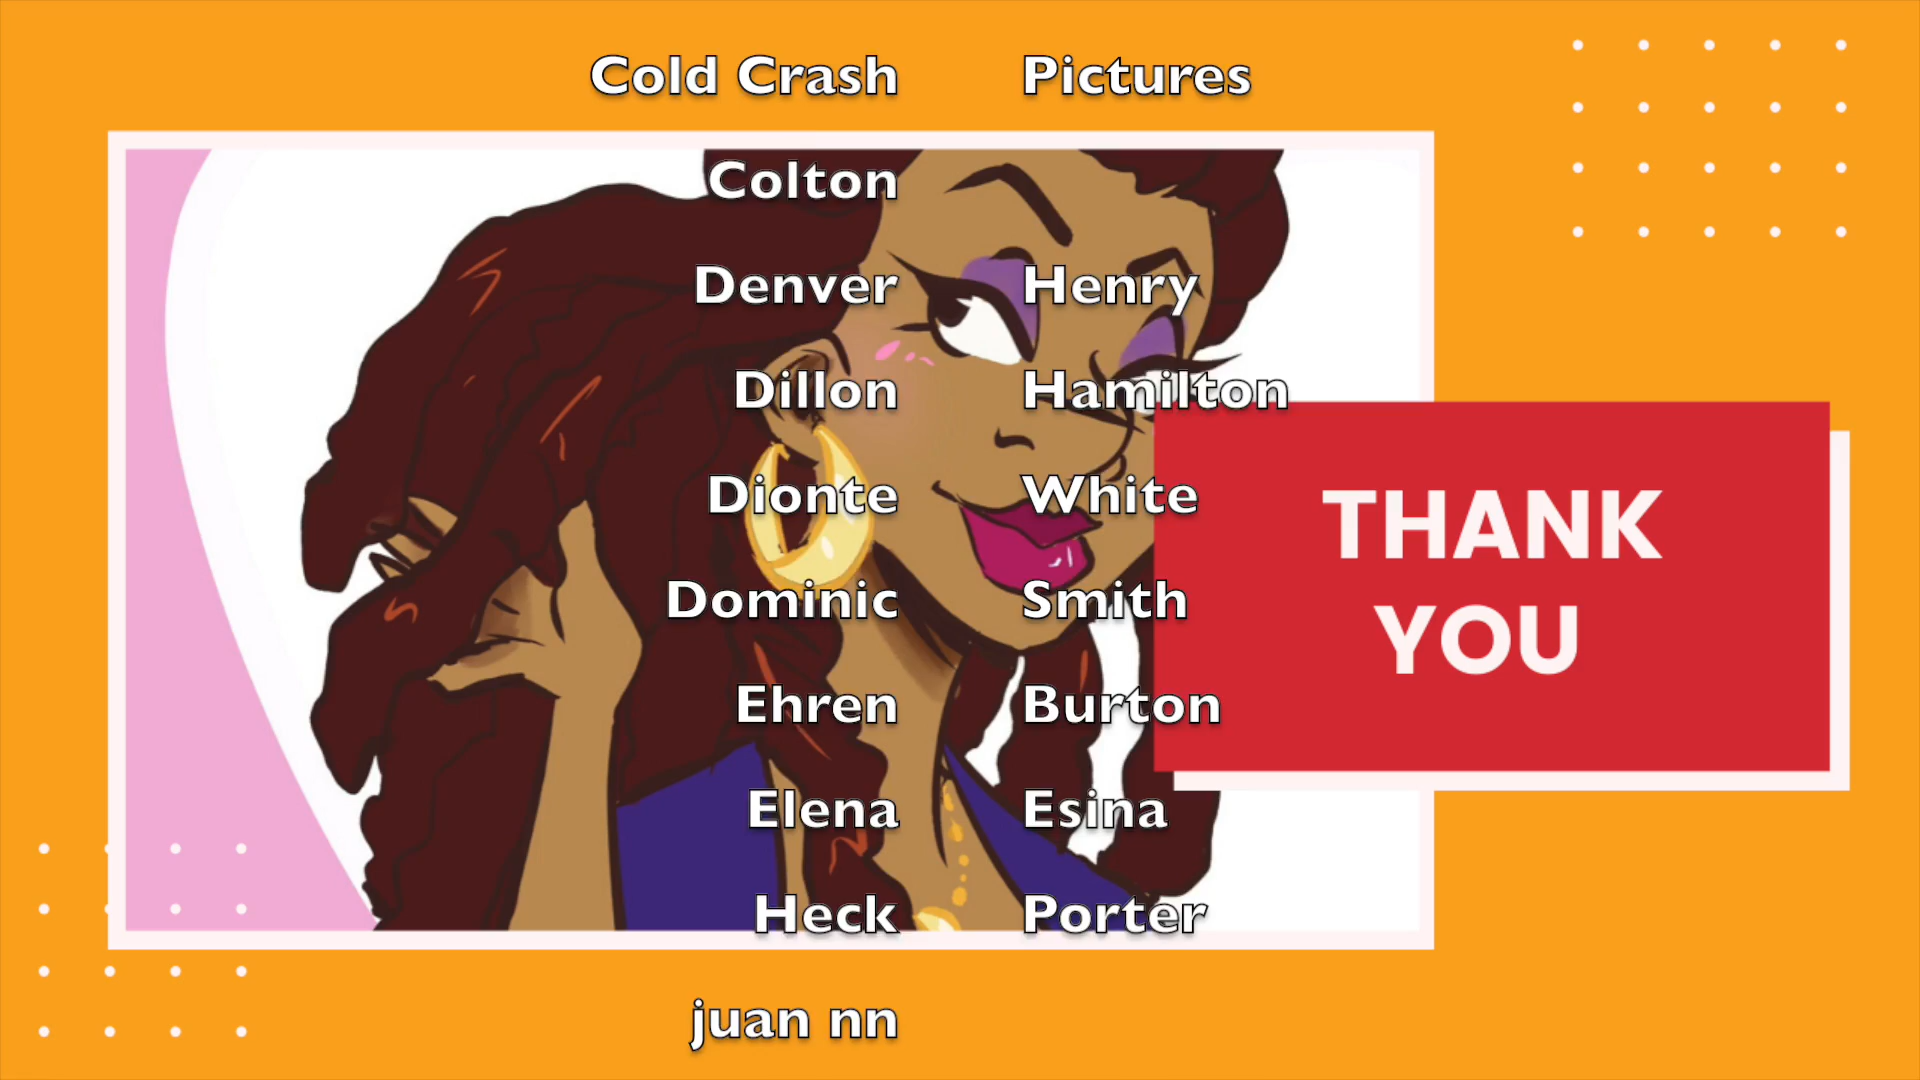 Cold Crash Pictures
Colton
Denver Henry
Dillon Hamilton
Dionte White
Dominic Smith
Ehren Burton
Elena Esina
Heck Porter
juan nn
THANK
YOU